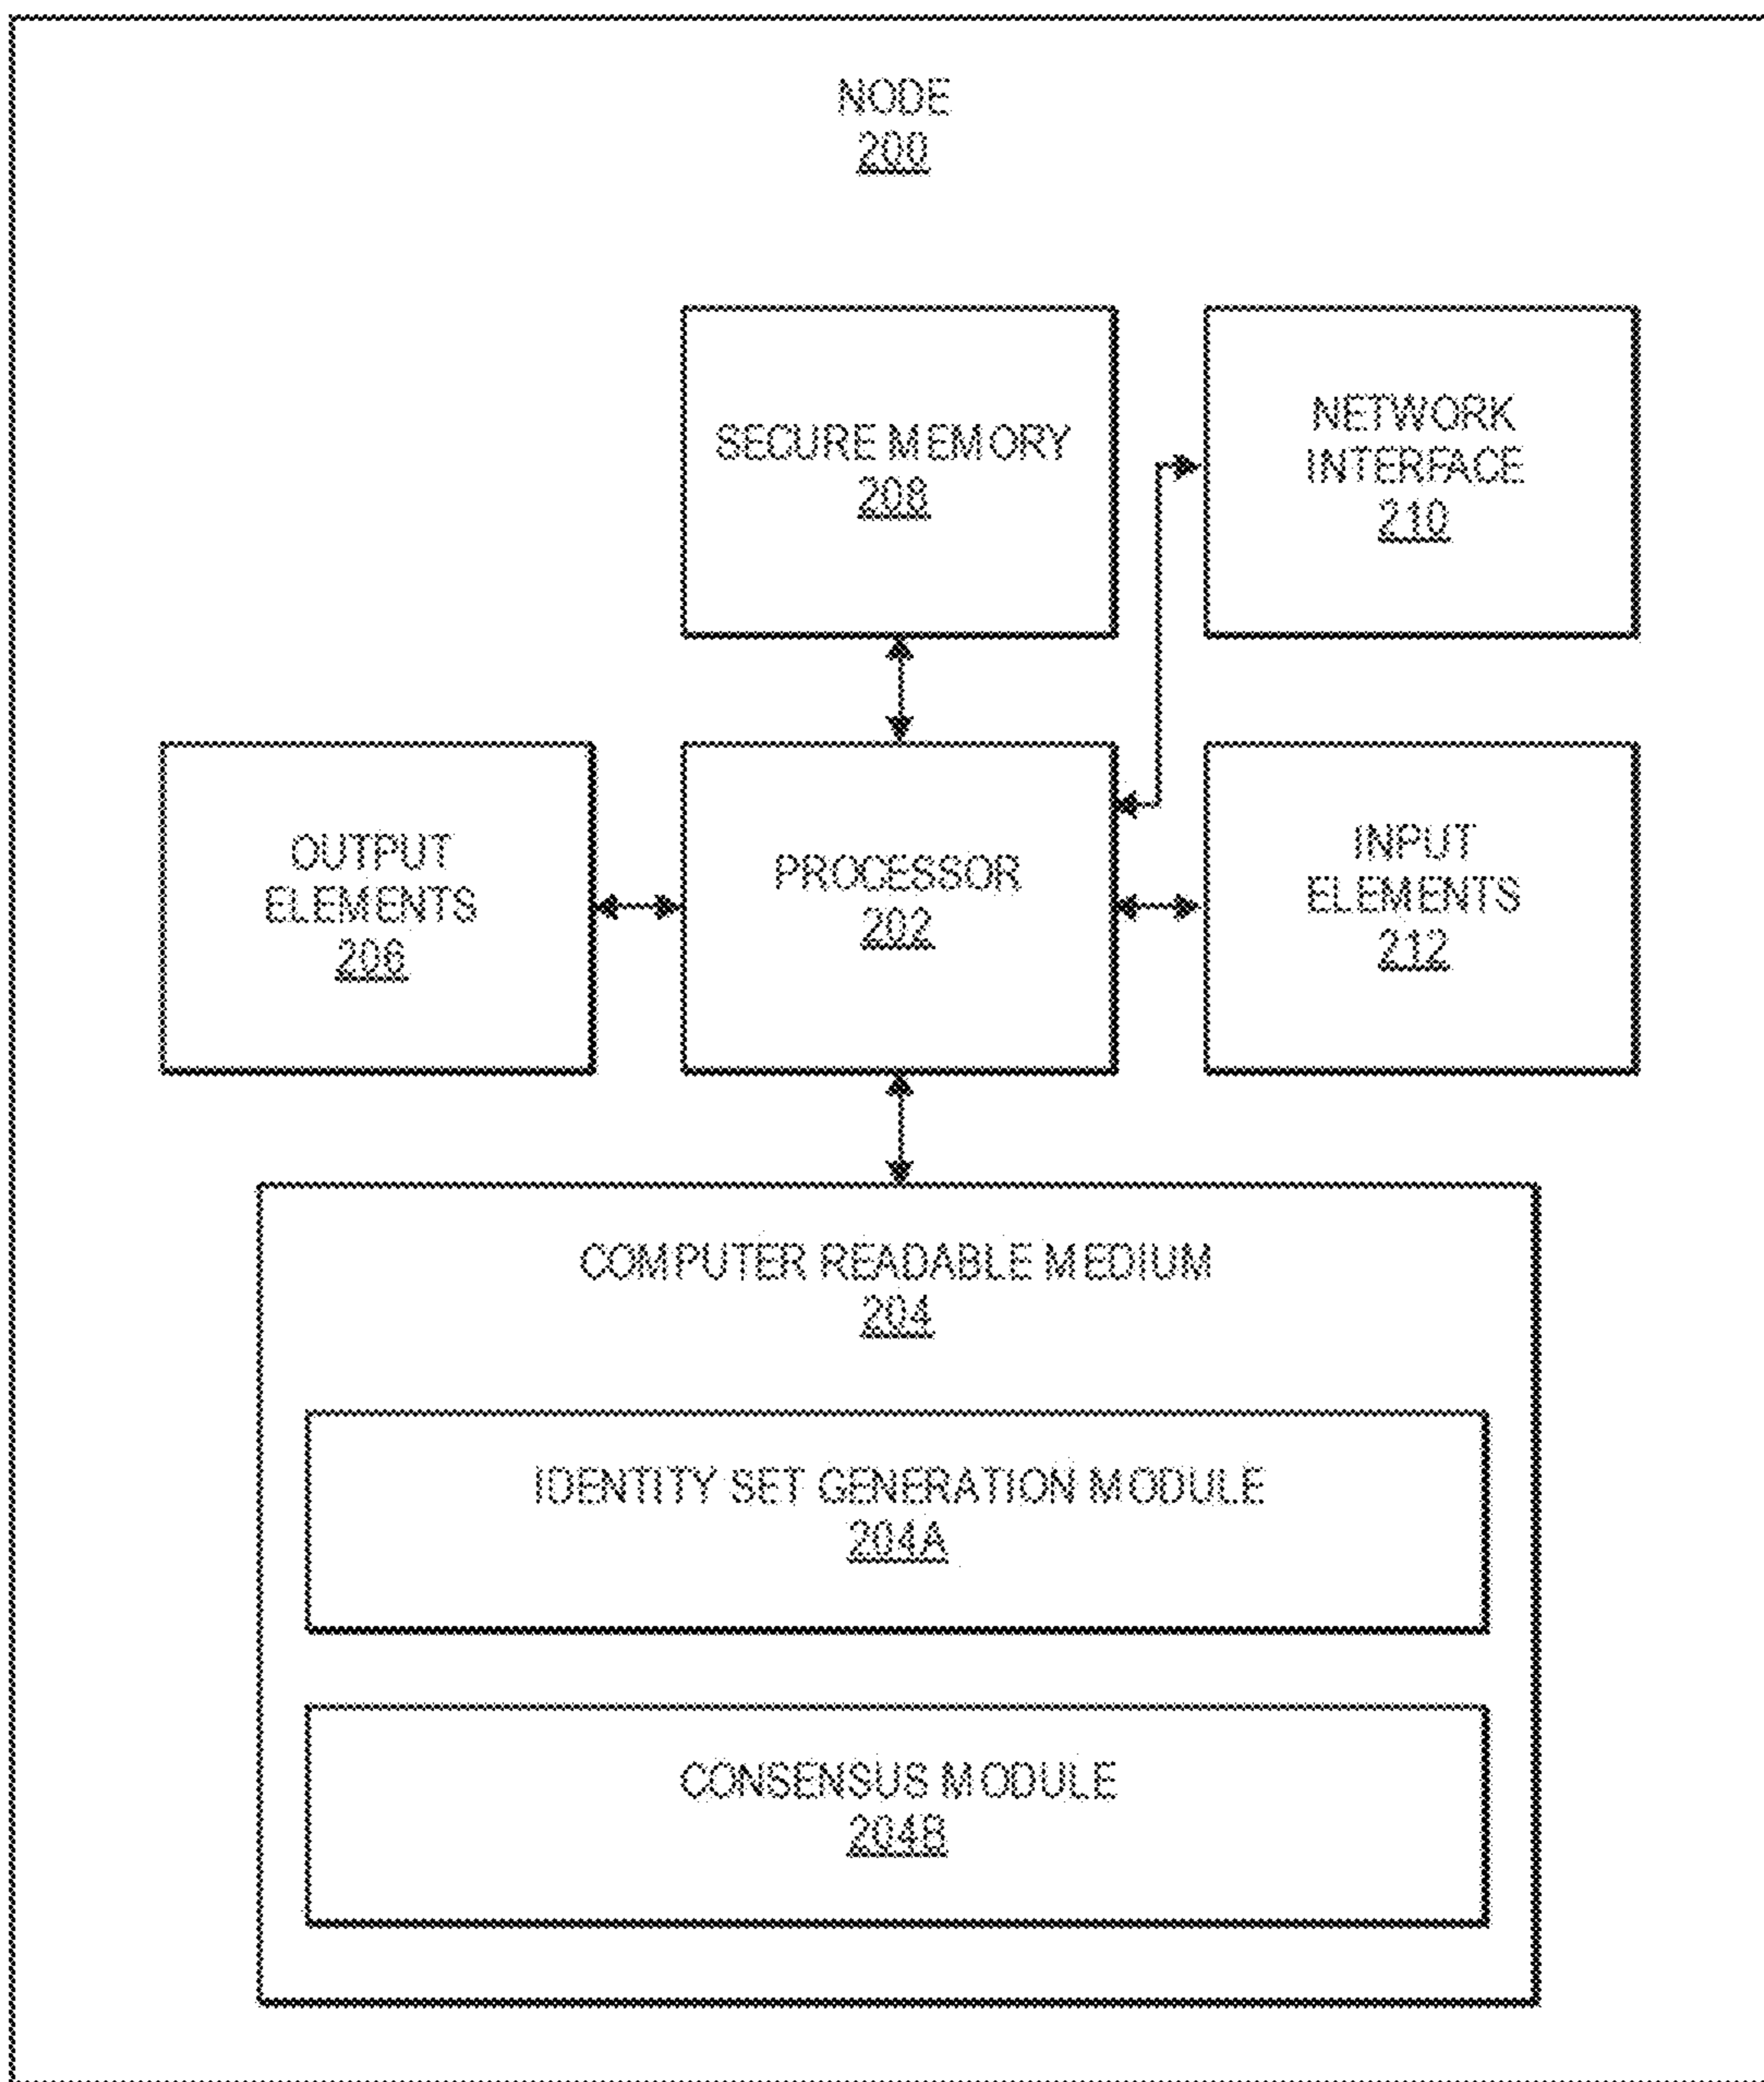 NODE
200
SECURE MEMORY
208
NETWORK
INTERFACE
210
OUTPUT
ELEMENTS
206
PROCESSOR
202
INPUT
ELEMENTS
212
COMPUTER READABLE MEDIUM
204
IDENTITY SET GENERATION MODULE
204A
CONSENSUS MODULE
204B